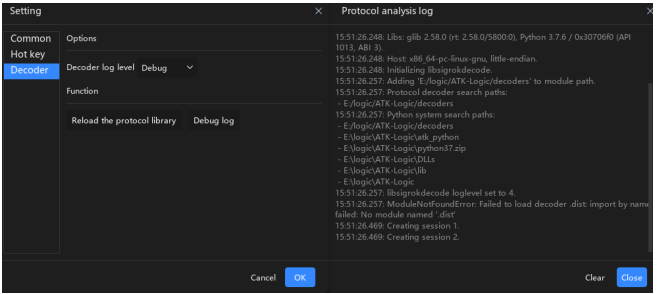 Setting
Common
Hot key
Decoder
Options
Decoder log level Debug
Function
Reload the protocol library Debug log
Cancel OK
Protocol analysis log
15:51:26.248: Libs: glib 2.58.0 (rt: 2.58.0/5800:0), Python 3.7.6 / 0x30706f0 (API
1013, ABI 3).
15:51:26.248: Host: x86_64-pc-linux-gnu, little-endian.
15:51:26.248: Initializing libsigrokdecode.
15:51:26.257: Adding 'E:/logic/ATK-Logic/decoders' to module path.
15:51:26.257: Protocol decoder search paths:
- E:/logic/ATK-Logic/decoders
15:51:26.257: Python system search paths:
- E:/logic/ATK-Logic/decoders
- E:\logic\ATK-Logic\atk_python
- E:\logic\ATK-Logic\python37.zip
- E:\logic\ATK-Logic\DLLs
- E:\logic\ATK-Logic\lib
- E:\logic\ATK-Logic
15:51:26.257: libsigrokdecode loglevel set to 4.
15:51:26.257: ModuleNotFoundError: Failed to load decoder .dist: import by name
failed: No module named '.dist'
15:51:26.469: Creating session 1.
15:51:26.469: Creating session 2.
Clear Close